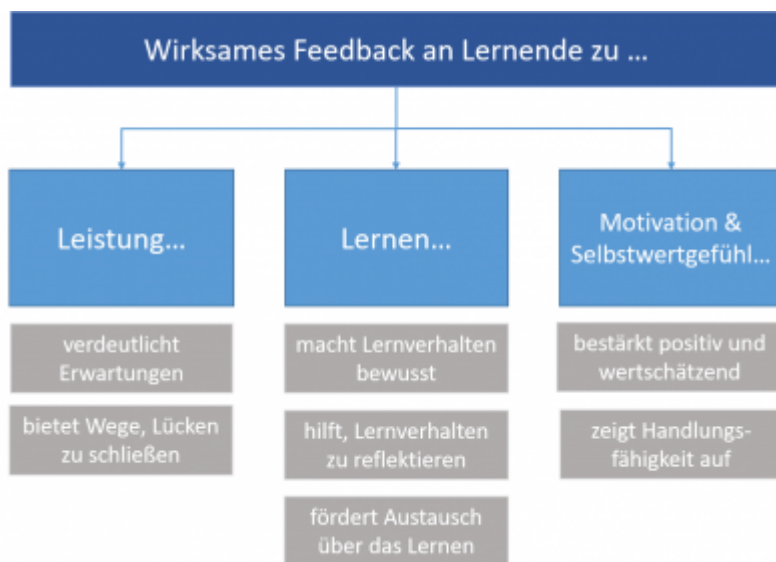 Wirksames Feedback an Lernende zu ...
Leistung...
verdeutlicht
Erwartungen
bietet Wege, Lücken
zu schließen
Lernen...
macht Lernverhalten
bewusst
hilft, Lernverhalten
zu reflektieren
fördert Austausch
über das Lernen
Motivation &
Selbstwertgefühl...
bestärkt positiv und
wertschätzend
zeigt Handlungs-
fähigkeit auf